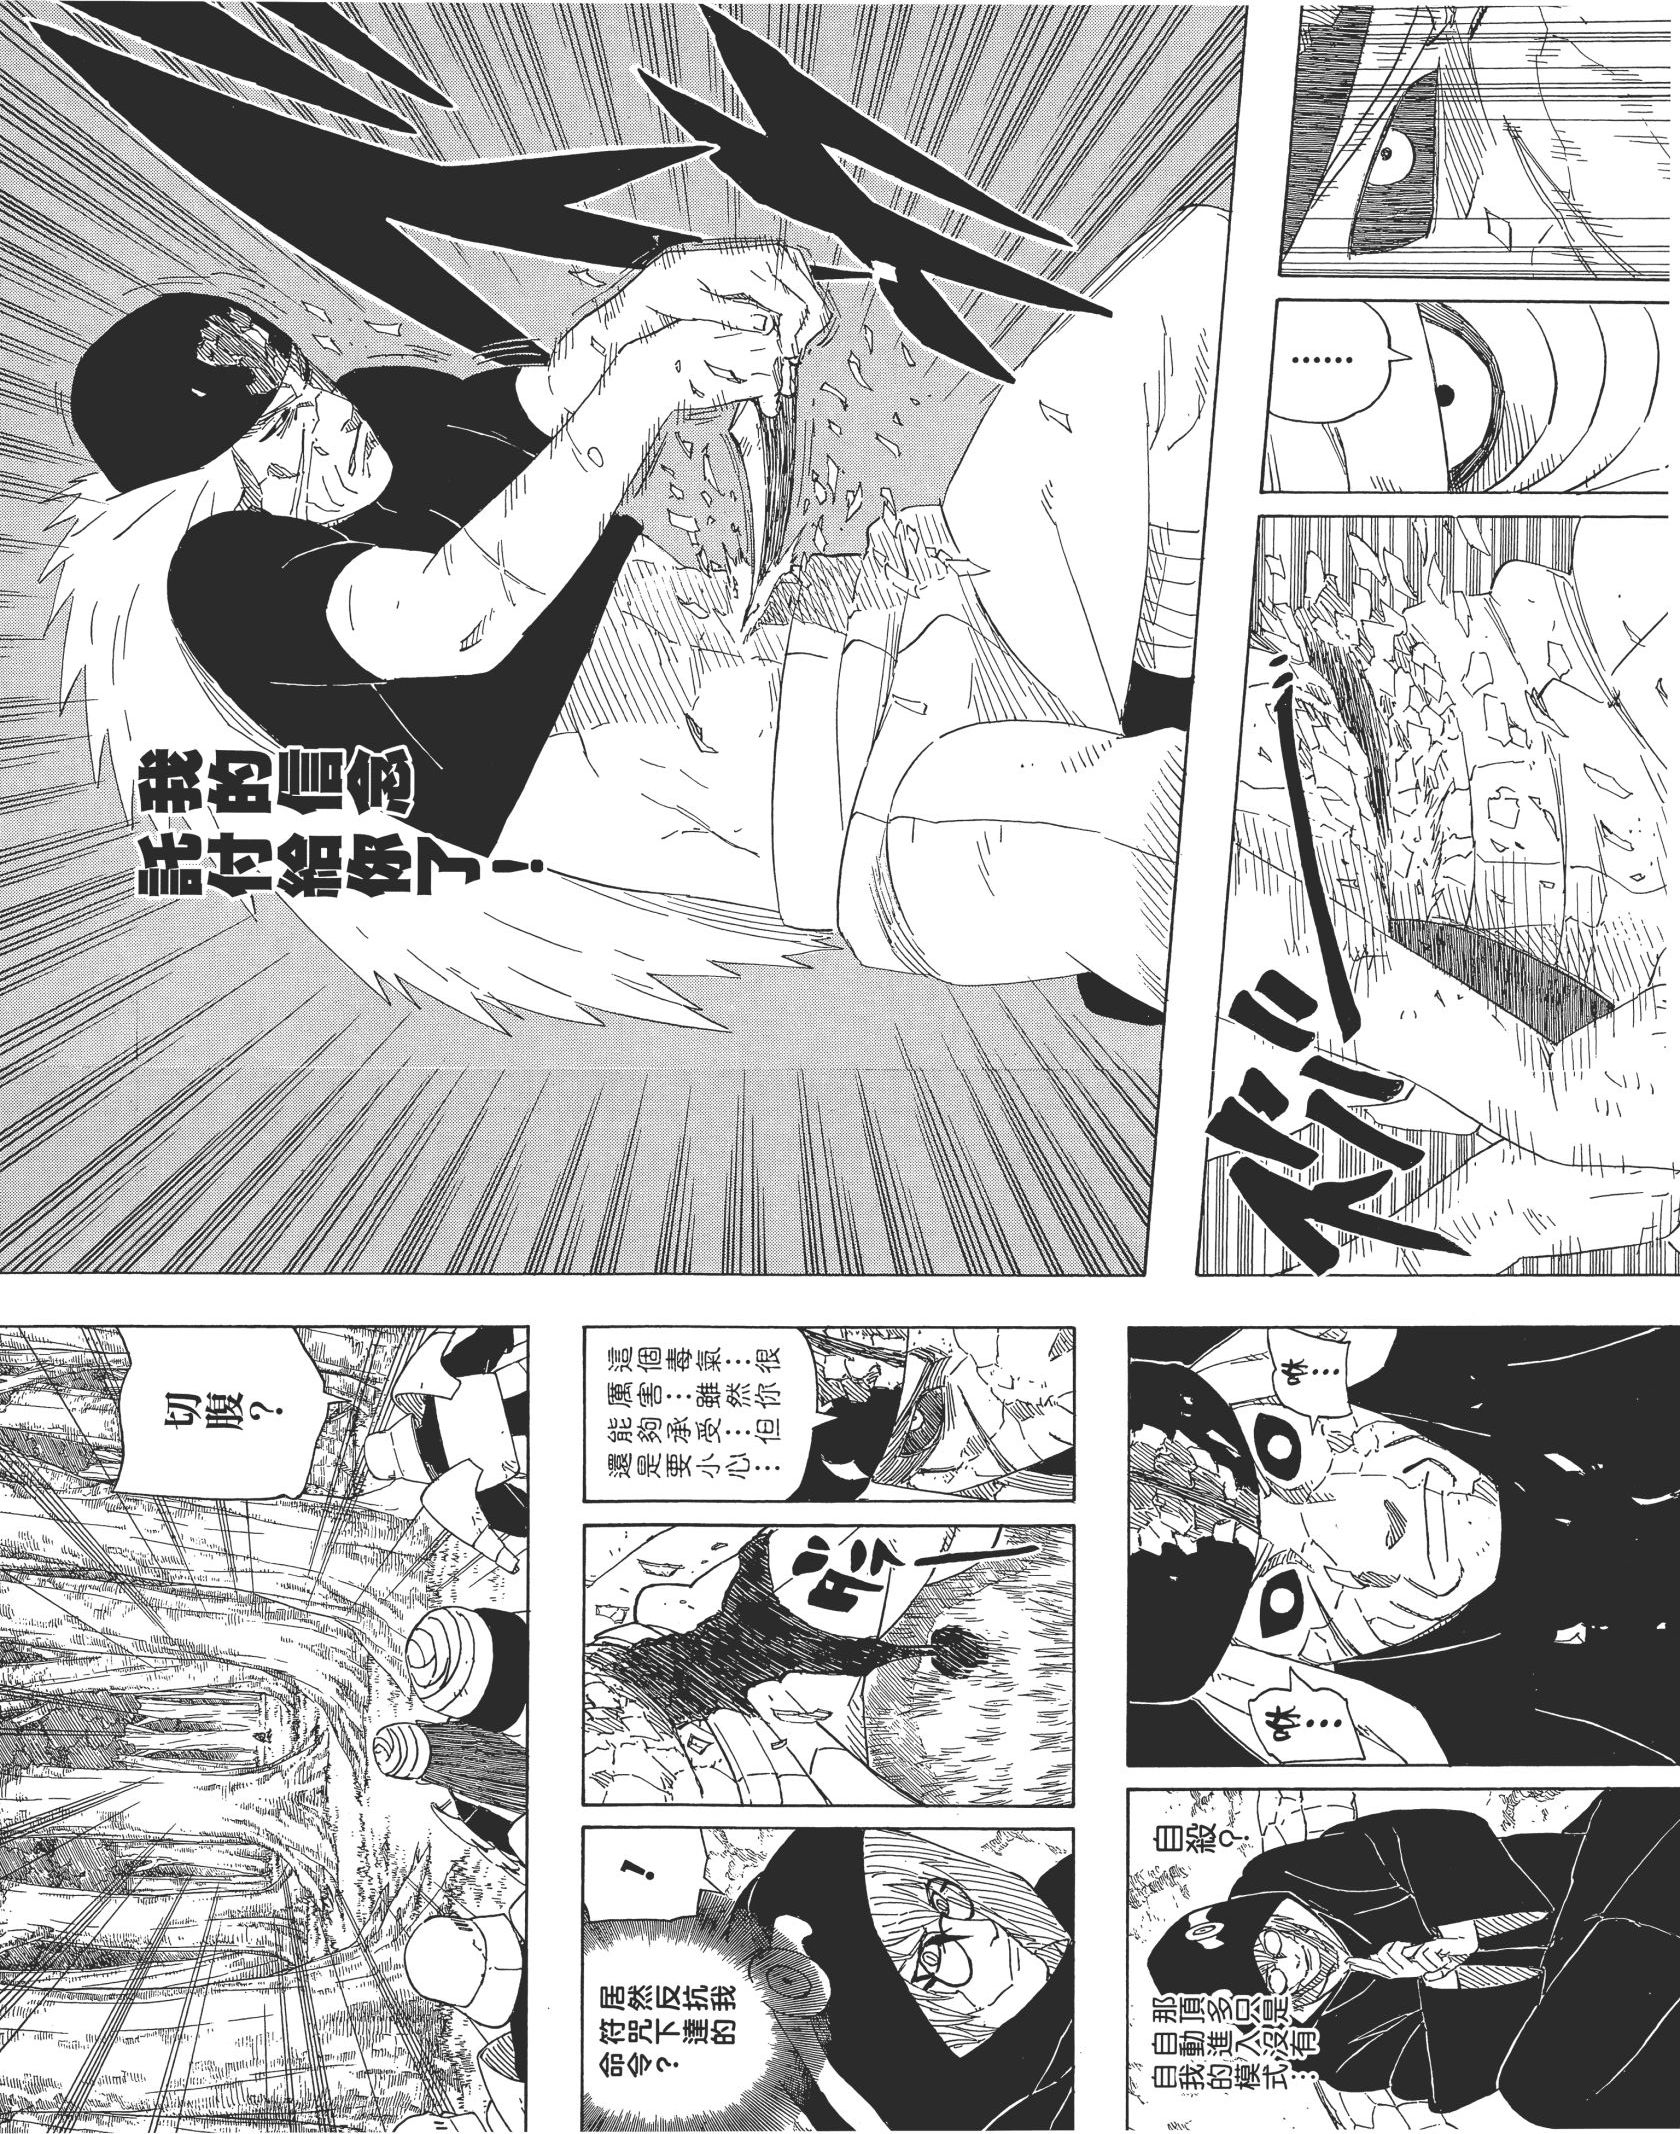 我的信念
託付給你了!
……
切腹?
這個毒氣…很
厲害…雖然你
能夠承受…但
還是要小心…
!
居然反抗我
符咒下達的
命令?
咻…
咻…
自殺?
那頂多只是
自動進入沒有
自我的模式…